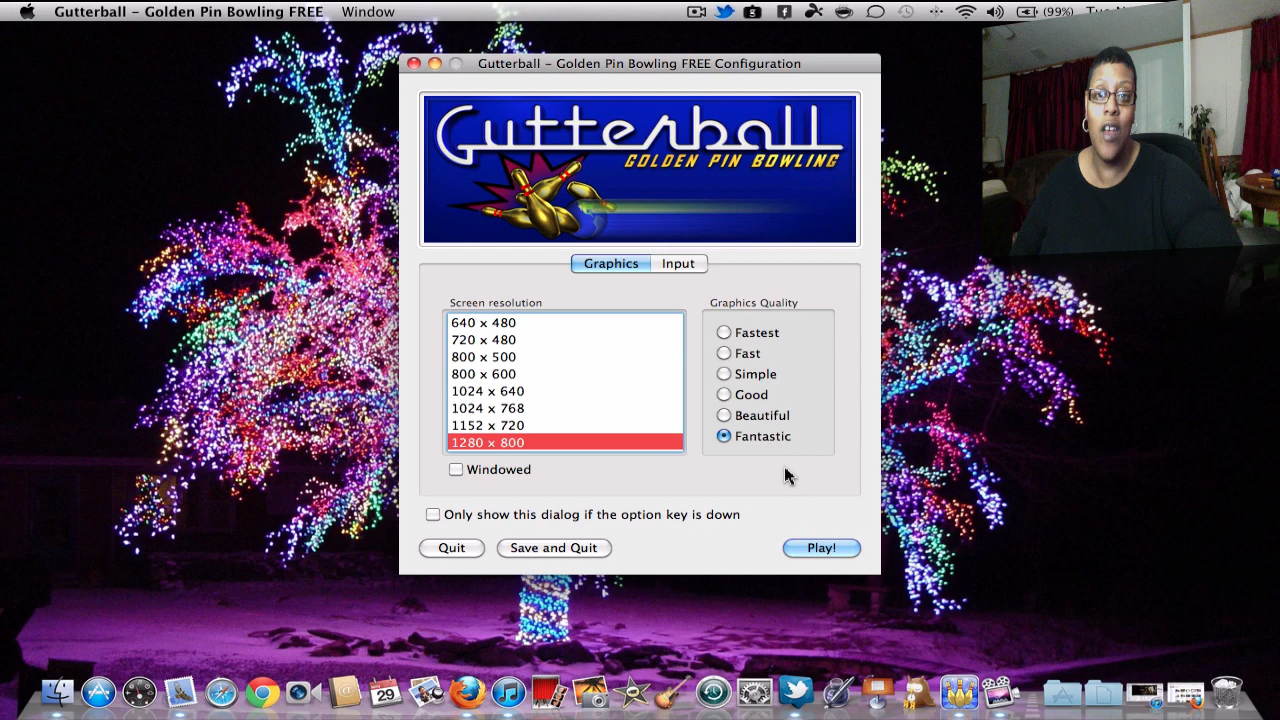 Gutterball – Golden Pin Bowling FREE Window
(99%)
Gutterball – Golden Pin Bowling FREE Configuration
Gutterball
GOLDEN PIN BOWLING
Graphics Input
Screen resolution
640 x 480
720 x 480
800 x 500
800 x 600
1024 x 640
1024 x 768
1152 x 720
1280 x 800
Windowed
Graphics Quality
Fastest
Fast
Simple
Good
Beautiful
Fantastic
Only show this dialog if the option key is down
Quit Save and Quit Play!
29